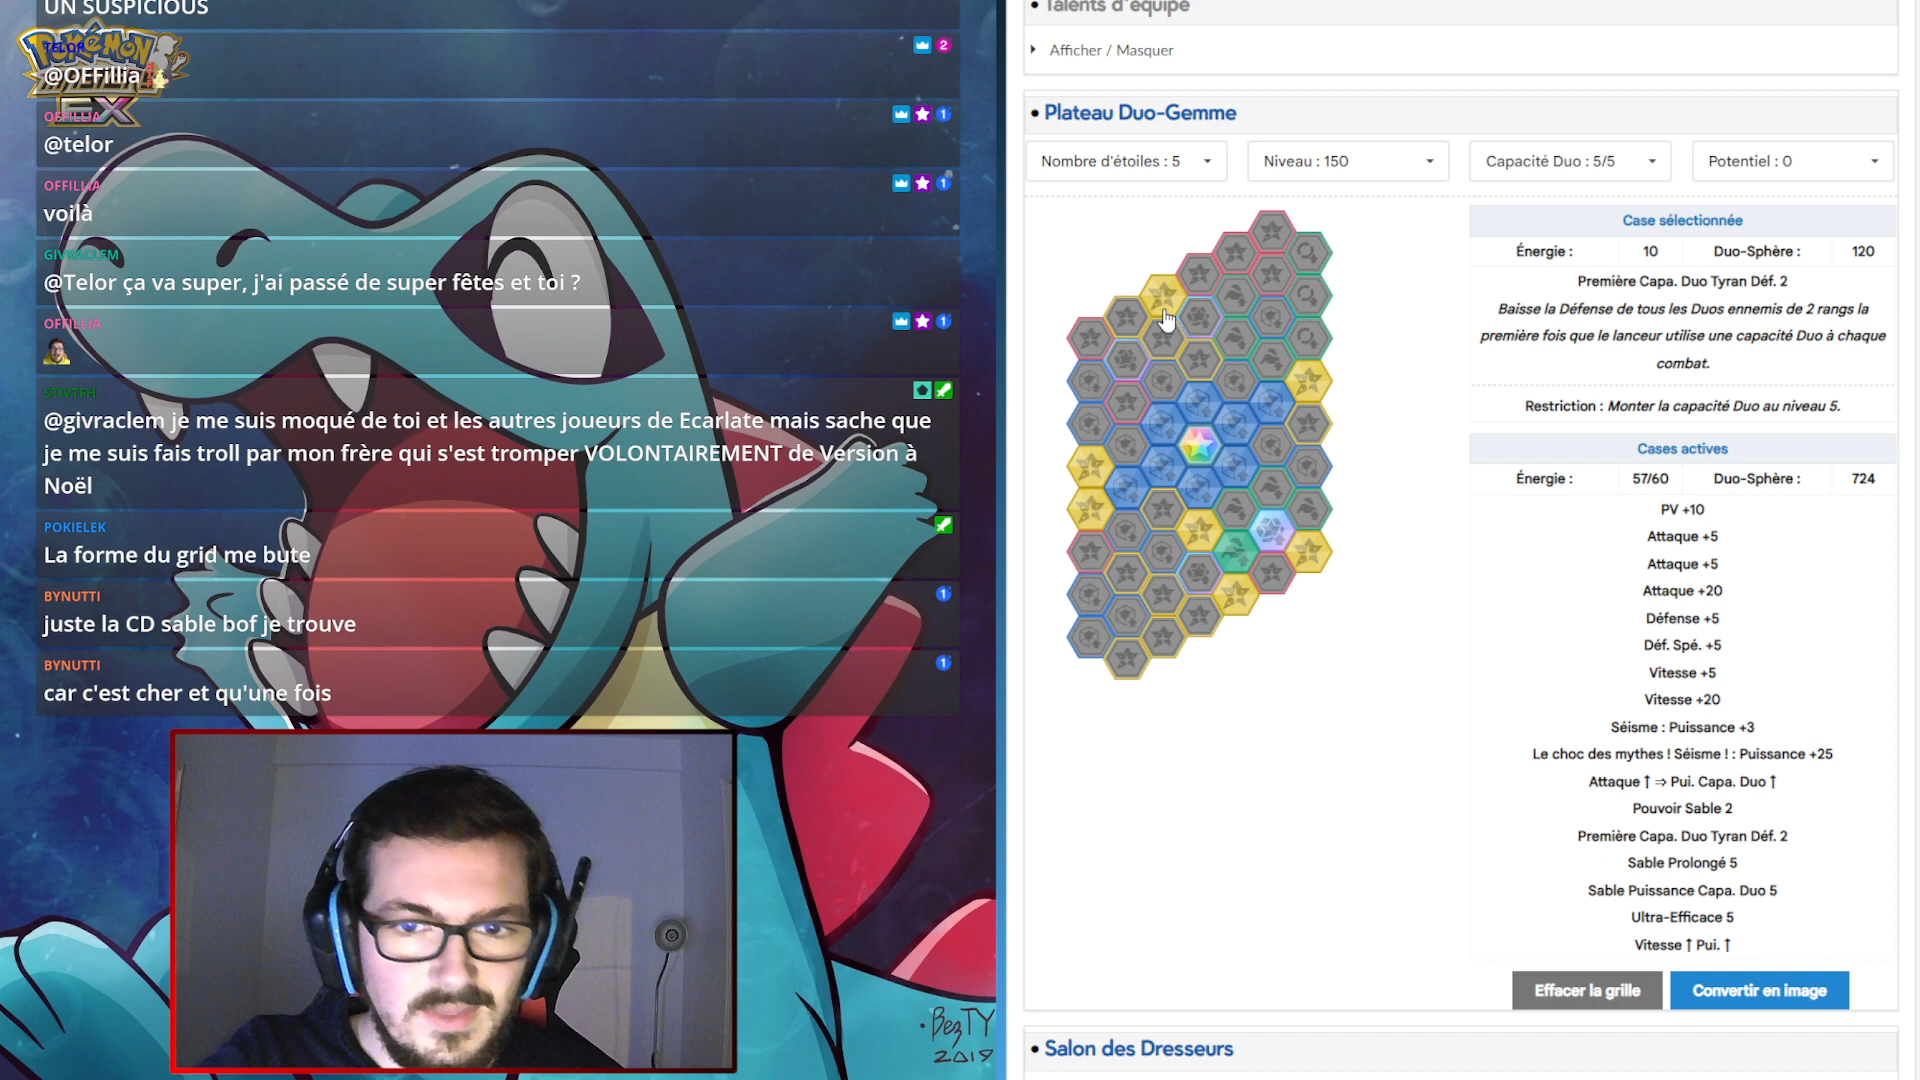 UN SUSPICIOUS
POKéMON
EX
TELOR
2
@OFFillia
OFFILLIA
1
@telor
OFFILLIA
1
voilà
GIVRACLEM
@Telor ça va super, j'ai passé de super fêtes et toi ?
OFFILLIA
1
STIVTPH
@givraclem je me suis moqué de toi et les autres joueurs de Ecarlate mais sache que
je me suis fais troll par mon frère qui s'est tromper VOLONTAIREMENT de Version à
Noël
POKIELEK
La forme du grid me bute
BYNUTTI
1
juste la CD sable bof je trouve
BYNUTTI
1
car c'est cher et qu'une fois
BezTY
2019
• Talents d'équipe
Afficher / Masquer
• Plateau Duo-Gemme
Nombre d'étoiles : 5
Niveau : 150
Capacité Duo : 5/5
Potentiel : 0
Case sélectionnée
Énergie : 10 Duo-Sphère : 120
Première Capa. Duo Tyran Déf. 2
Baisse la Défense de tous les Duos ennemis de 2 rangs la
première fois que le lanceur utilise une capacité Duo à chaque
combat.
Restriction : Monter la capacité Duo au niveau 5.
Cases actives
Énergie : 57/60 Duo-Sphère : 724
PV +10
Attaque +5
Attaque +5
Attaque +20
Défense +5
Déf. Spé. +5
Vitesse +5
Vitesse +20
Séisme : Puissance +3
Le choc des mythes ! Séisme ! : Puissance +25
Attaque ↑ ⇒ Pui. Capa. Duo ↑
Pouvoir Sable 2
Première Capa. Duo Tyran Déf. 2
Sable Prolongé 5
Sable Puissance Capa. Duo 5
Ultra-Efficace 5
Vitesse ↑ Pui. ↑
Effacer la grille
Convertir en image
• Salon des Dresseurs